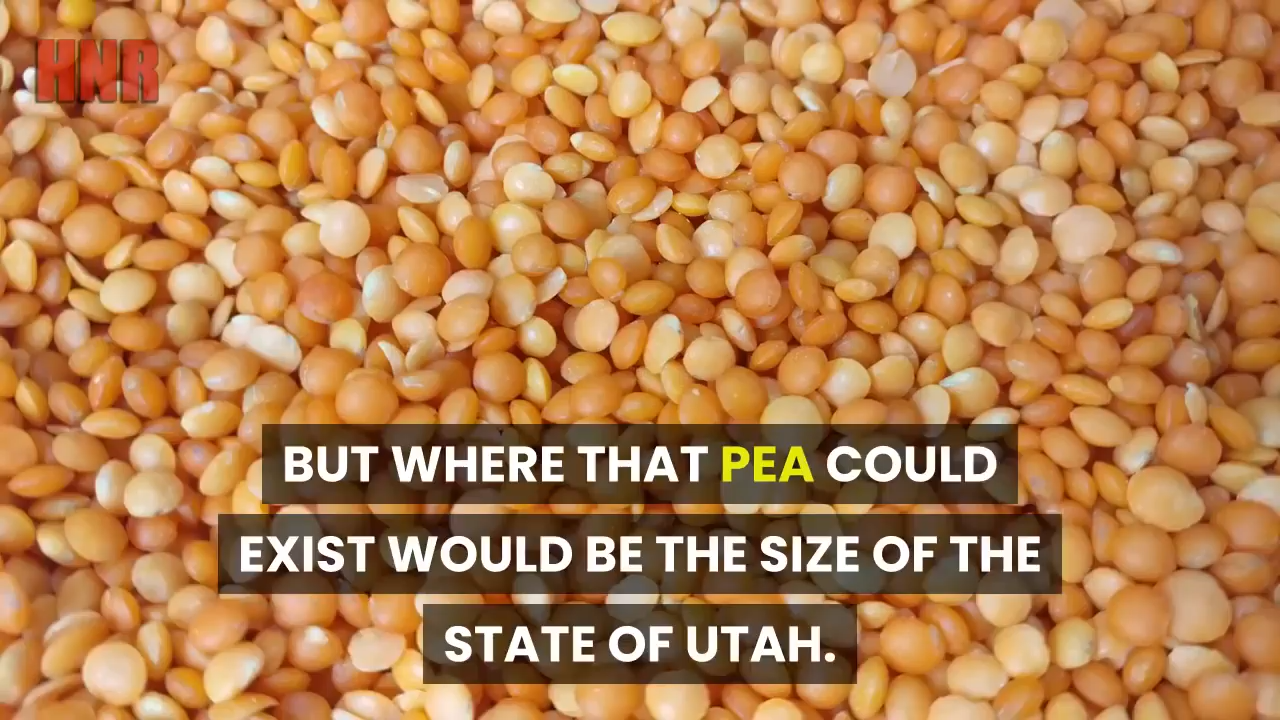 HNR
BUT WHERE THAT PEA COULD
EXIST WOULD BE THE SIZE OF THE
STATE OF UTAH.